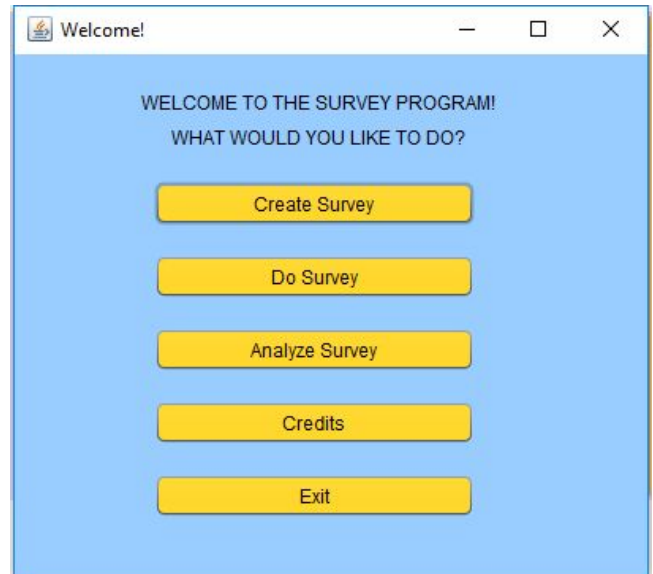 Welcome!
WELCOME TO THE SURVEY PROGRAM!
WHAT WOULD YOU LIKE TO DO?
Create Survey
Do Survey
Analyze Survey
Credits
Exit